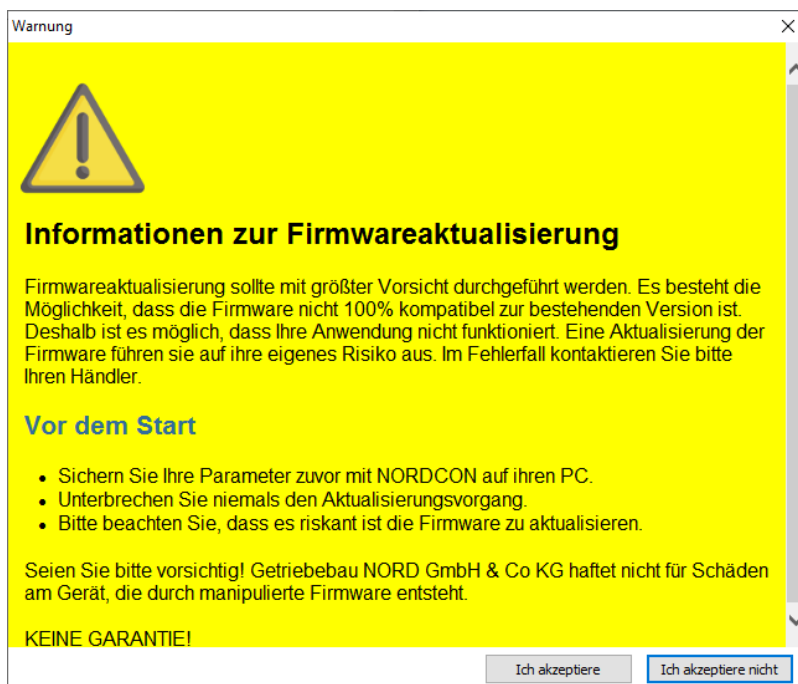 Warnung
Informationen zur Firmwareaktualisierung
Firmwareaktualisierung sollte mit größter Vorsicht durchgeführt werden. Es besteht die
Möglichkeit, dass die Firmware nicht 100% kompatibel zur bestehenden Version ist.
Deshalb ist es möglich, dass Ihre Anwendung nicht funktioniert. Eine Aktualisierung der
Firmware führen sie auf ihre eigenes Risiko aus. Im Fehlerfall kontaktieren Sie bitte
Ihren Händler.
Vor dem Start
• Sichern Sie Ihre Parameter zuvor mit NORDCON auf ihren PC.
• Unterbrechen Sie niemals den Aktualisierungsvorgang.
• Bitte beachten Sie, dass es riskant ist die Firmware zu aktualisieren.
Seien Sie bitte vorsichtig! Getriebebau NORD GmbH & Co KG haftet nicht für Schäden
am Gerät, die durch manipulierte Firmware entsteht.
KEINE GARANTIE!
Ich akzeptiere
Ich akzeptiere nicht